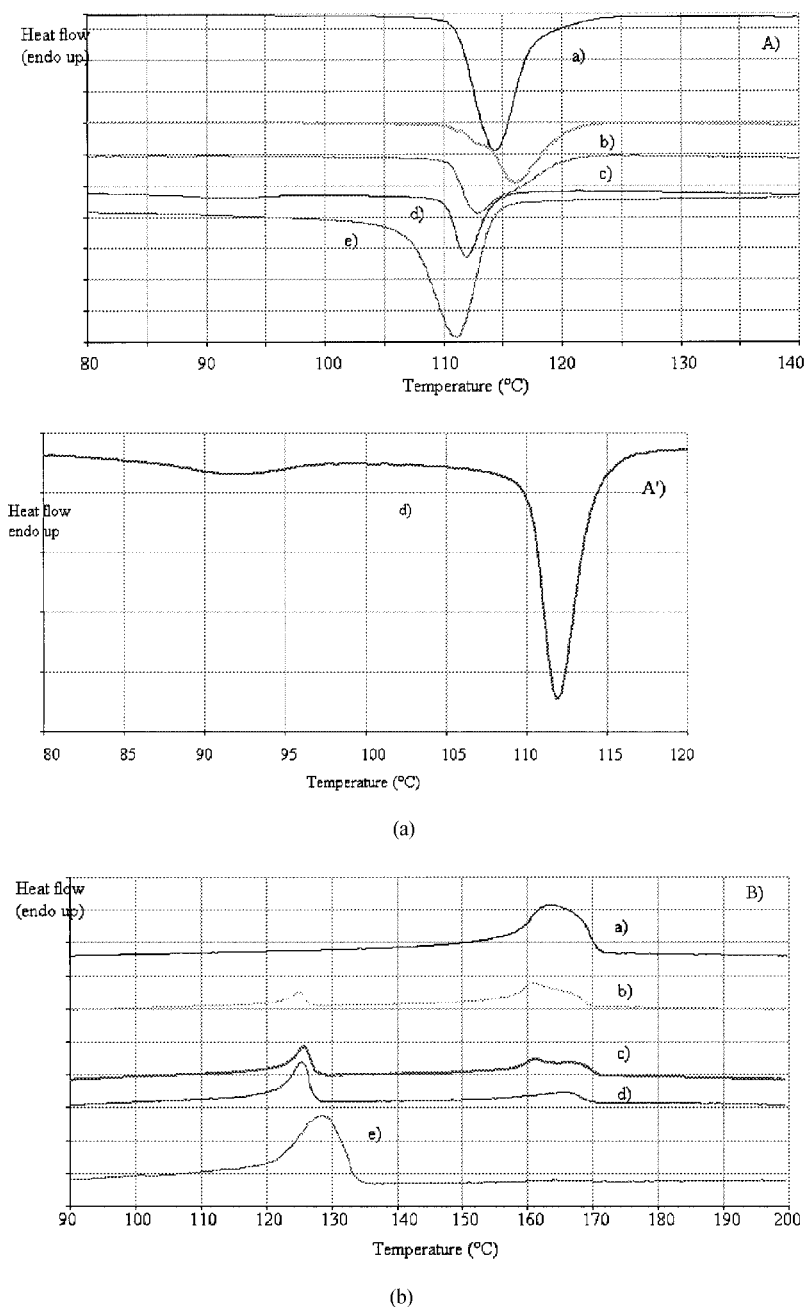 Heat flow
(endo up)
A)
a)
b)
c)
d)
e)
80 90 100 110 120 130 140
Temperature (°C)
A')
Heat flow
endo up
d)
80 85 90 95 100 105 110 115 120
Temperature (°C)
(a)
Heat flow
(endo up)
B)
a)
b)
c)
d)
e)
90 100 110 120 130 140 150 160 170 180 190 200
Temperature (°C)
(b)